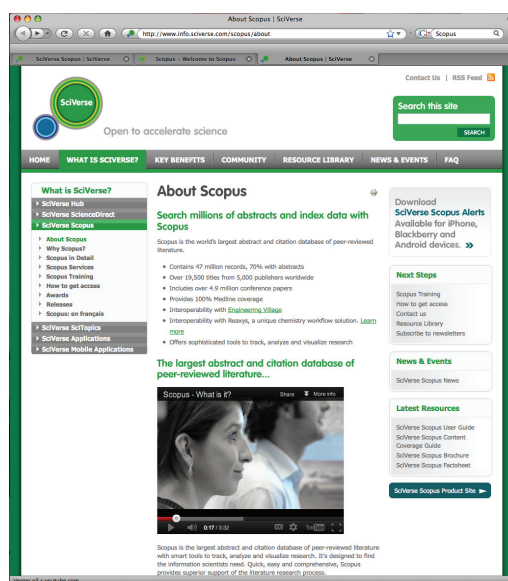 About Scopus | SciVerse
http://www.info.sciverse.com/scopus/about
Scopus
SciVerse Scopus | SciVerse
Scopus – Welcome to Scopus
About Scopus | SciVerse
Contact Us | RSS Feed
SciVerse
Open to accelerate science
Search this site
SEARCH
HOME WHAT IS SCIVERSE? KEY BENEFITS COMMUNITY RESOURCE LIBRARY NEWS & EVENTS FAQ
What is SciVerse?
SciVerse Hub
SciVerse ScienceDirect
SciVerse Scopus
About Scopus
Why Scopus?
Scopus in Detail
Scopus Services
Scopus Training
How to get access
Awards
Releases
Scopus: en français
SciVerse SciTopics
SciVerse Applications
SciVerse Mobile Applications
About Scopus
Search millions of abstracts and index data with
Scopus
Scopus is the world's largest abstract and citation database of peer-reviewed
literature.
Contains 47 million records, 70% with abstracts
Over 19,500 titles from 5,000 publishers worldwide
Includes over 4.9 million conference papers
Provides 100% Medline coverage
Interoperability with Engineering Village
Interoperability with Reaxys, a unique chemistry workflow solution. Learn
more
Offers sophisticated tools to track, analyze and visualize research
The largest abstract and citation database of
peer-reviewed literature...
Scopus - What is it?
Share More info
0:17 / 3:32
CC
YouTube
Scopus is the largest abstract and citation database of peer-reviewed literature
with smart tools to track, analyze and visualize research. It's designed to find
the information scientists need. Quick, easy and comprehensive, Scopus
provides superior support of the literature research process.
Download
SciVerse Scopus Alerts
Available for iPhone,
Blackberry and
Android devices. »
Next Steps
Scopus Training
How to get access
Contact us
Resource Library
Subscribe to newsletters
News & Events
SciVerse Scopus News
Latest Resources
SciVerse Scopus User Guide
SciVerse Scopus Content
Coverage Guide
SciVerse Scopus Brochure
SciVerse Scopus Factsheet
SciVerse Scopus Product Site